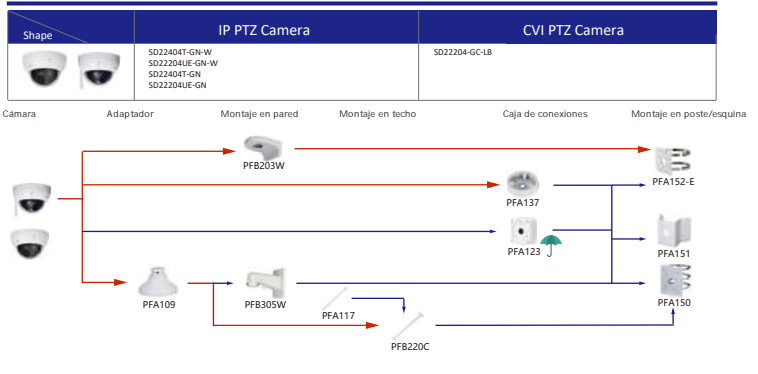 Shape
IP PTZ Camera
CVI PTZ Camera
SD22404T-GN-W
SD22204UE-GN-W
SD22404T-GN
SD22204UE-GN
SD22204-GC-LB
Cámara
Adaptador
Montaje en pared
Montaje en techo
Caja de conexiones
Montaje en poste/esquina
PFB203W
PFA152-E
PFA137
PFA123
PFA151
PFA109
PFB305W
PFA117
PFA150
PFB220C